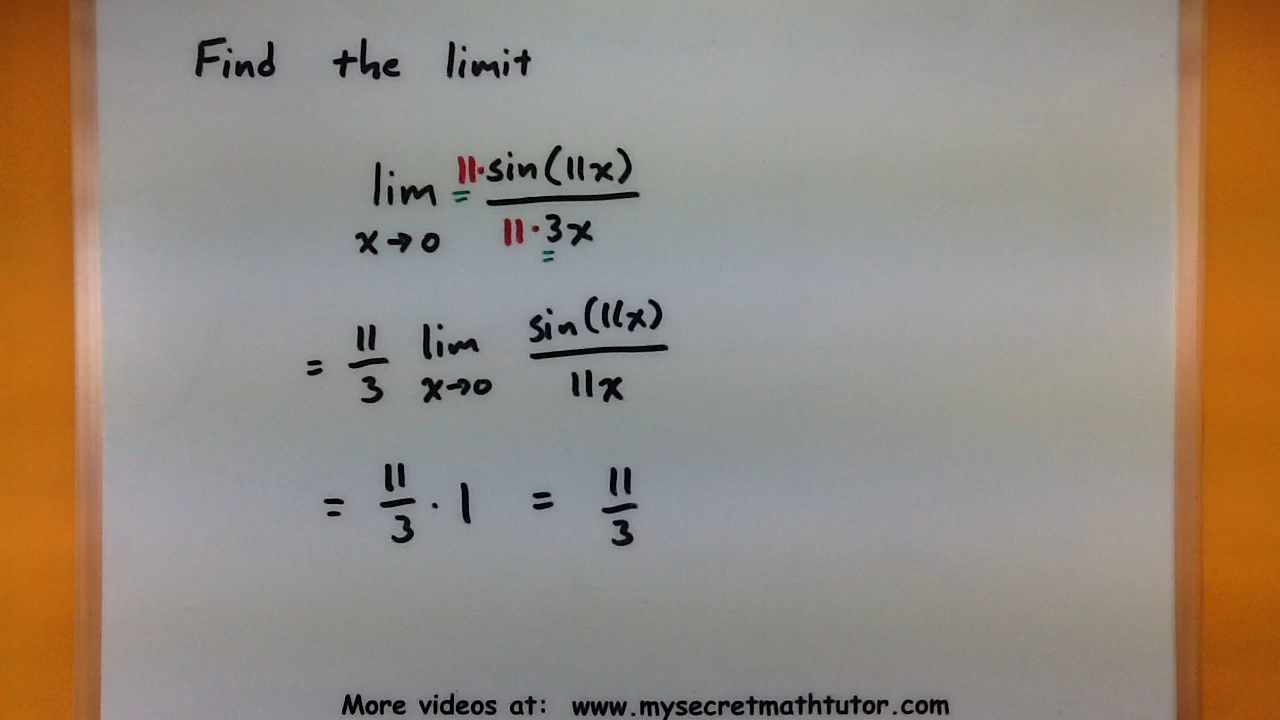 Find the limit
lim 11·sin(11x)
x→0 11·3x
= 11/3 lim sin(11x)
x→0 11x
= 11/3 · 1 = 11/3
More videos at: www.mysecretmathtutor.com